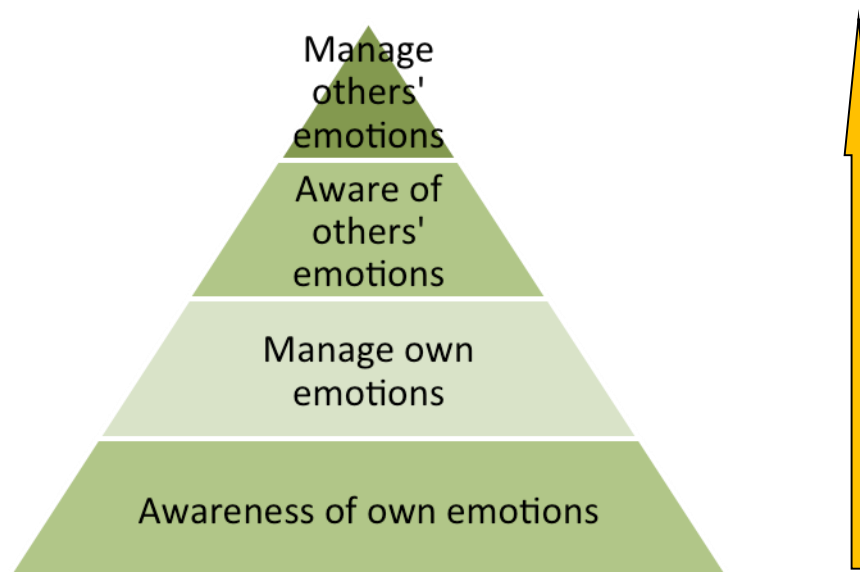 Manage
others'
emotions
Aware of
others'
emotions
Manage own
emotions
Awareness of own emotions